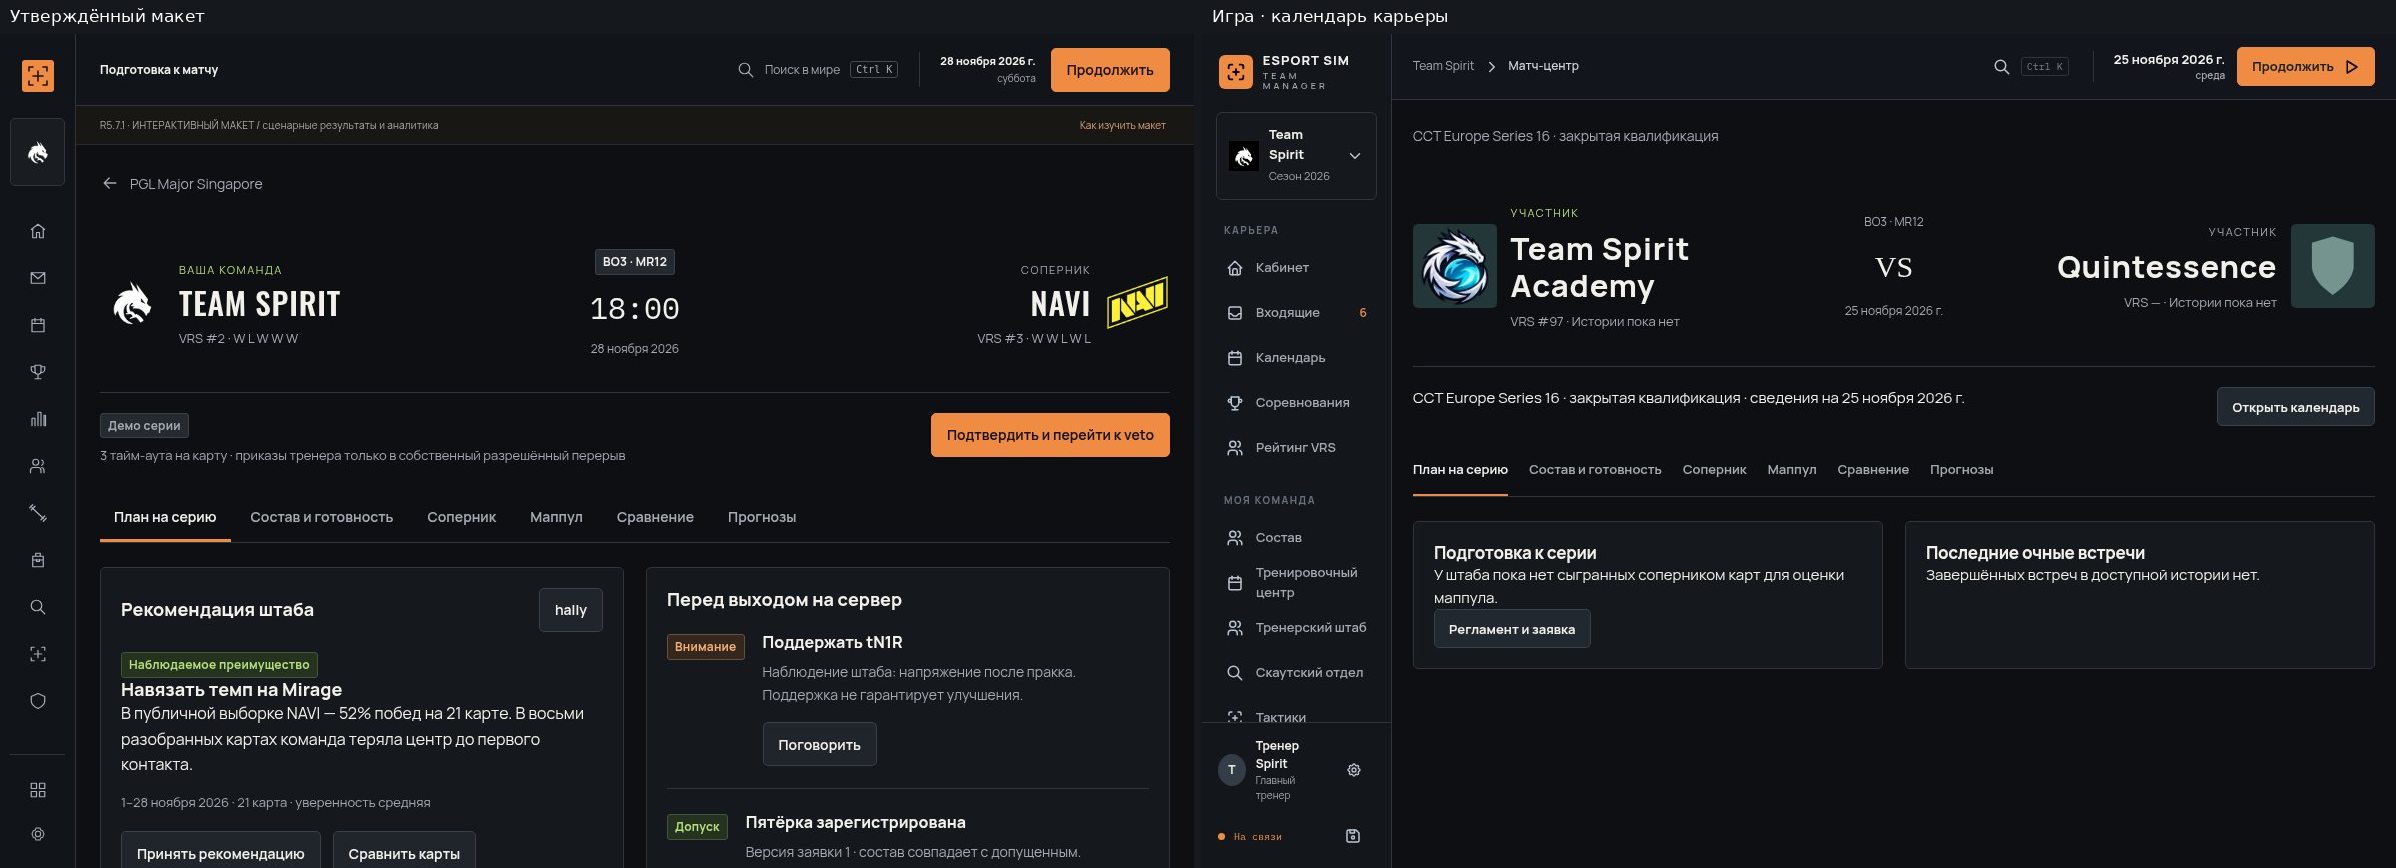 Утверждённый макет
Подготовка к матчу
Поиск в мире
Ctrl K
28 ноября 2026 г.
суббота
Продолжить
R5.7.1 · ИНТЕРАКТИВНЫЙ МАКЕТ / сценарные результаты и аналитика
Как изучить макет
PGL Major Singapore
ВАША КОМАНДА
TEAM SPIRIT
VRS #2 · W L W W W
BO3 · MR12
18:00
28 ноября 2026
СОПЕРНИК
NAVI
VRS #3 · W W L W L
NAVI
Демо серии
3 тайм-аута на карту · приказы тренера только в собственный разрешённый перерыв
Подтвердить и перейти к veto
План на серию
Состав и готовность
Соперник
Маппул
Сравнение
Прогнозы
Рекомендация штаба
hally
Наблюдаемое преимущество
Навязать темп на Mirage
В публичной выборке NAVI — 52% побед на 21 карте. В восьми
разобранных картах команда теряла центр до первого
контакта.
1–28 ноября 2026 · 21 карта · уверенность средняя
Принять рекомендацию
Сравнить карты
Перед выходом на сервер
Внимание
Поддержать tN1R
Наблюдение штаба: напряжение после пракка.
Поддержка не гарантирует улучшения.
Поговорить
Допуск
Пятёрка зарегистрирована
Версия заявки 1 · состав совпадает с допущенным.
Игра · календарь карьеры
ESPORT SIM
TEAM
MANAGER
Team
Spirit
Сезон 2026
КАРЬЕРА
Кабинет
Входящие
6
Календарь
Соревнования
Рейтинг VRS
МОЯ КОМАНДА
Состав
Тренировочный
центр
Тренерский штаб
Скаутский отдел
Тактики
T
Тренер
Spirit
Главный
тренер
На связи
Team Spirit
Матч-центр
Ctrl K
25 ноября 2026 г.
среда
Продолжить
CCT Europe Series 16 · закрытая квалификация
УЧАСТНИК
Team Spirit
Academy
VRS #97 · Истории пока нет
BO3 · MR12
VS
25 ноября 2026 г.
УЧАСТНИК
Quintessence
VRS — · Истории пока нет
CCT Europe Series 16 · закрытая квалификация · сведения на 25 ноября 2026 г.
Открыть календарь
План на серию
Состав и готовность
Соперник
Маппул
Сравнение
Прогнозы
Подготовка к серии
У штаба пока нет сыгранных соперником карт для оценки
маппула.
Регламент и заявка
Последние очные встречи
Завершённых встреч в доступной истории нет.